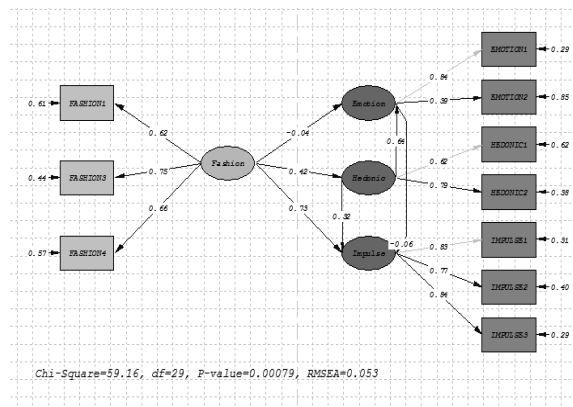 EMOTION1
0.29
0.84
EMOTION2
0.85
0.39
0.61
FASHION1
Emotion
0.62
-0.04
0.64
HEDONIC1
0.62
0.62
Fashion
0.44
FASHION3
0.75
0.42
Hedonic
0.79
HEDONIC2
0.38
0.66
0.73
0.32
-0.06
0.83
IMPULSE1
0.31
0.57
FASHION4
Impulse
0.77
IMPULSE2
0.40
0.84
IMPULSE3
0.29
Chi-Square=59.16, df=29, P-value=0.00079, RMSEA=0.053